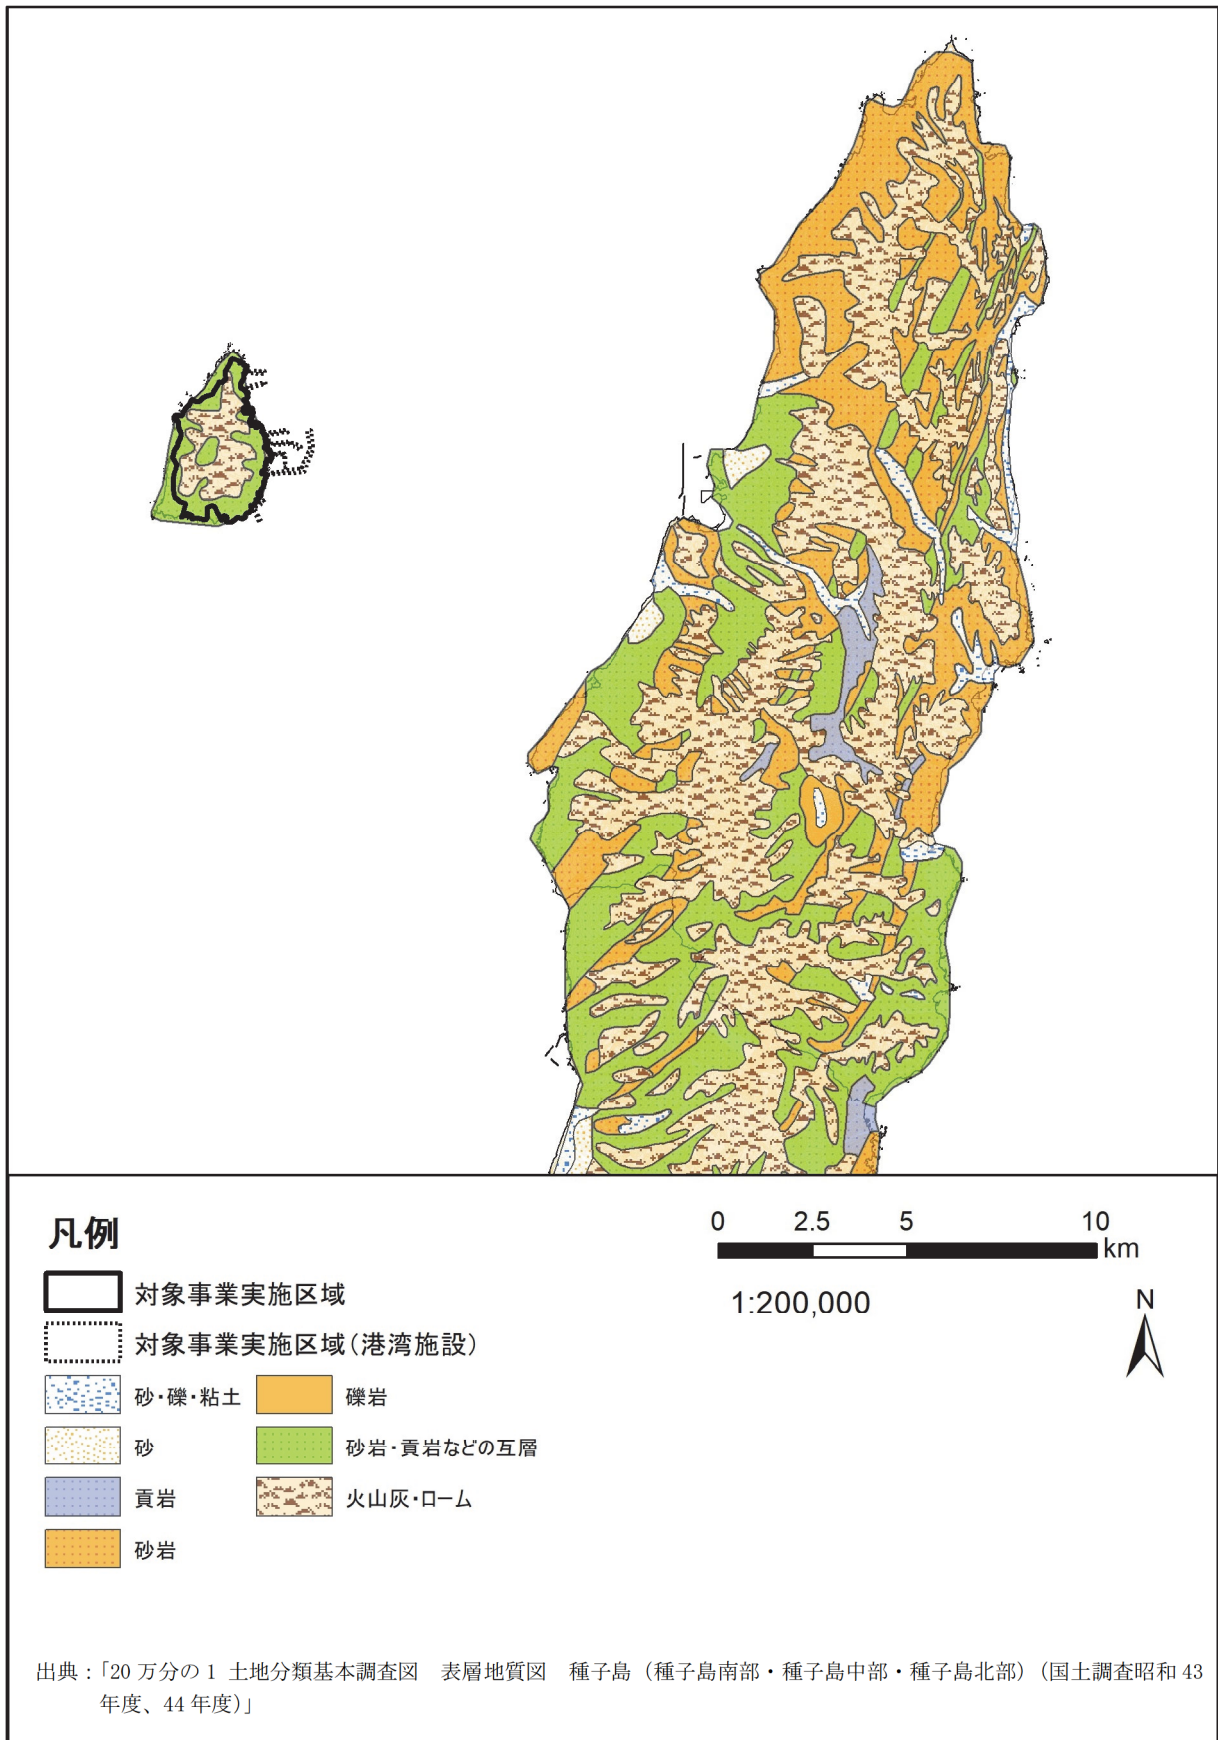 凡例
0 2.5 5 10
km
1:200,000
N
対象事業実施区域
対象事業実施区域(港湾施設)
砂・礫・粘土
礫岩
砂
砂岩・貢岩などの互層
貢岩
火山灰・ローム
砂岩
出典:「20 万分の 1 土地分類基本調査図 表層地質図 種子島(種子島南部・種子島中部・種子島北部)(国土調査昭和 43
年度、44 年度)」